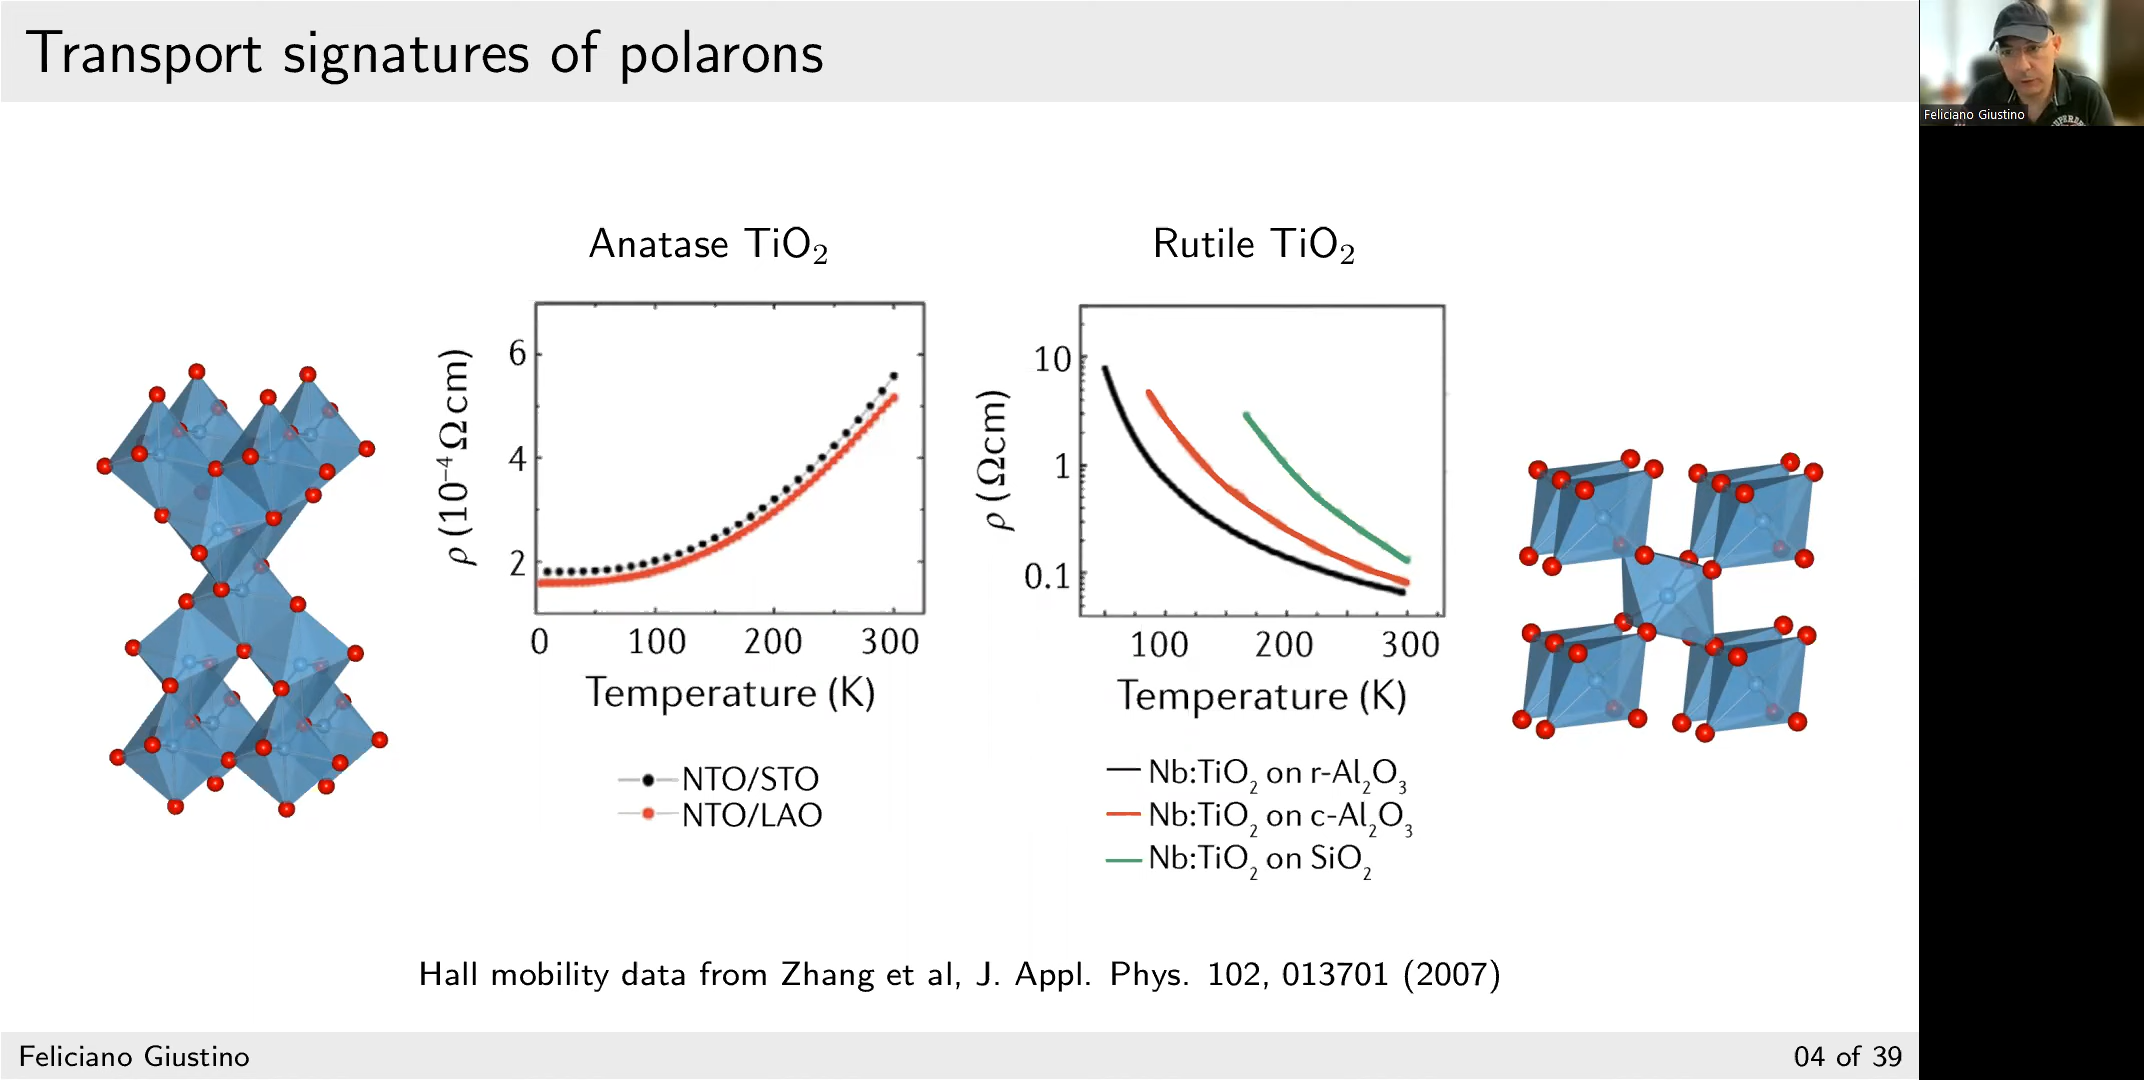 Transport signatures of polarons
Feliciano Giustino
Anatase TiO₂
Rutile TiO₂
ρ (10⁻⁴ Ω cm)
6
4
2
0 100 200 300
Temperature (K)
NTO/STO
NTO/LAO
ρ (Ωcm)
10
1
0.1
100 200 300
Temperature (K)
Nb:TiO₂ on r-Al₂O₃
Nb:TiO₂ on c-Al₂O₃
Nb:TiO₂ on SiO₂
Hall mobility data from Zhang et al, J. Appl. Phys. 102, 013701 (2007)
Feliciano Giustino
04 of 39